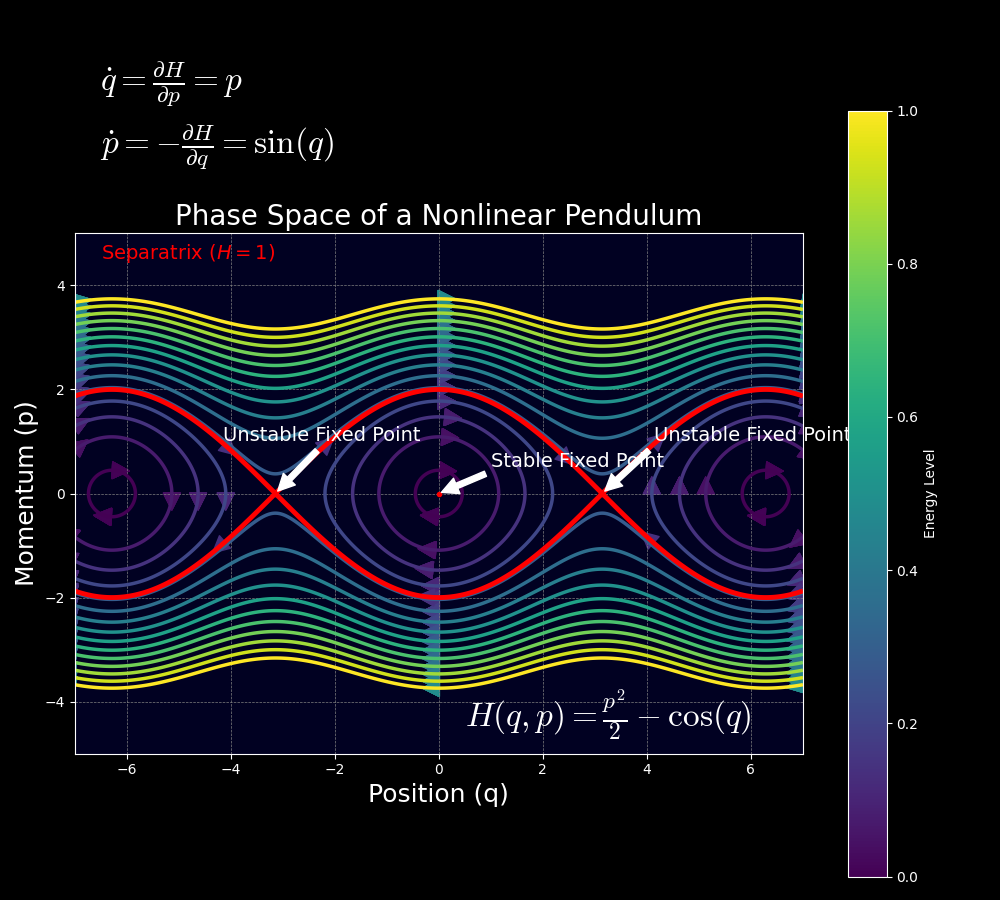 q̇ = ∂H/∂p = p
ṗ = −∂H/∂q = sin(q)
Phase Space of a Nonlinear Pendulum
Separatrix (H = 1)
Unstable Fixed Point
Unstable Fixed Point
Stable Fixed Point
H(q, p) = p²/2 − cos(q)
4
2
0
−2
−4
Momentum (p)
−6
−4
−2
0
2
4
6
Position (q)
1.0
0.8
0.6
0.4
0.2
0.0
Energy Level